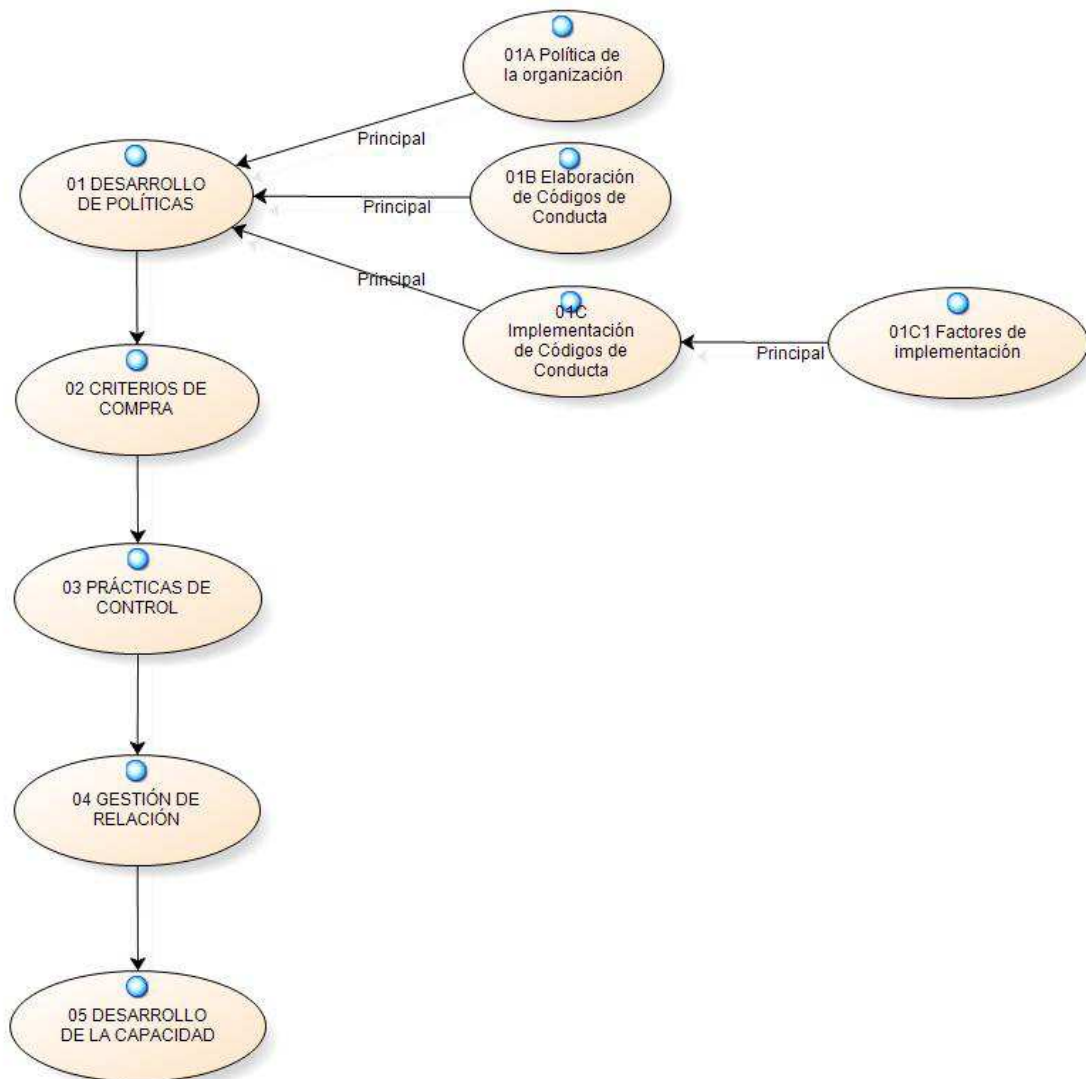 01A Política de
la organización
Principal
01 DESARROLLO
DE POLÍTICAS
01B Elaboración
de Códigos de
Conducta
Principal
Principal
01C
Implementación
de Códigos de
Conducta
01C1 Factores de
implementación
Principal
02 CRITERIOS DE
COMPRA
03 PRÁCTICAS DE
CONTROL
04 GESTIÓN DE
RELACIÓN
05 DESARROLLO
DE LA CAPACIDAD